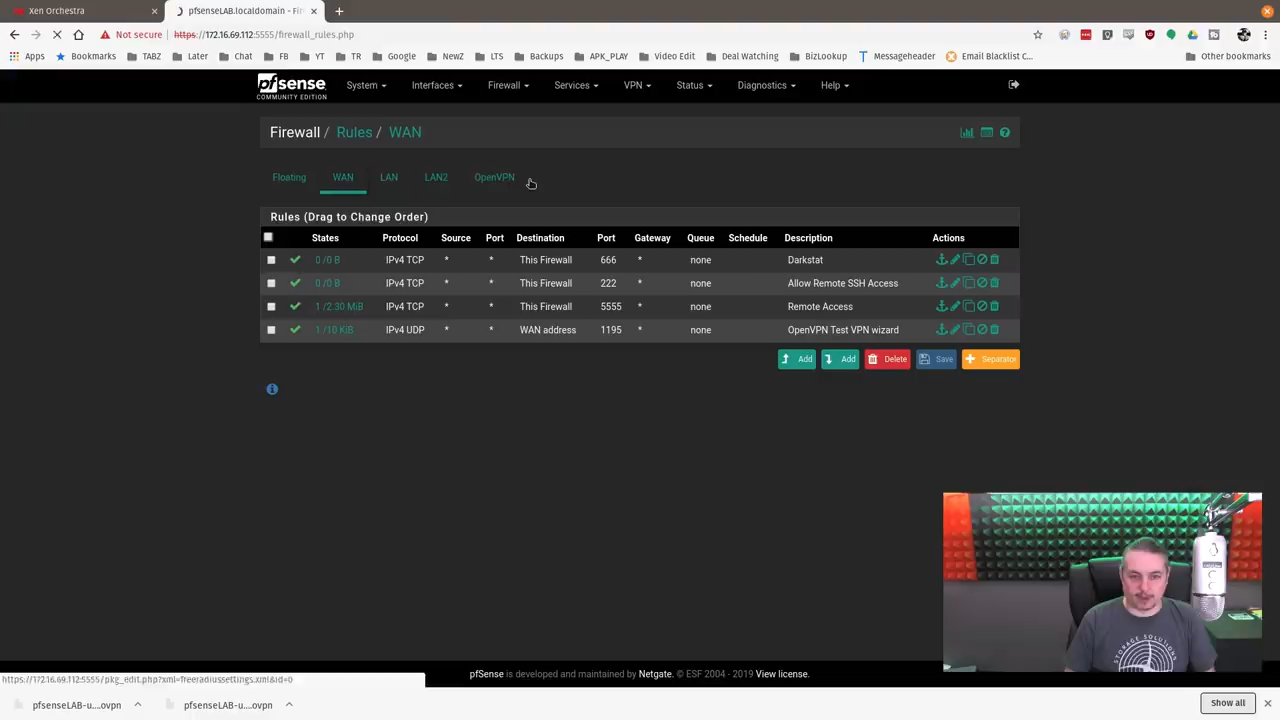 Xen Orchestra
pfsenseLAB.localdomain - Fir
Not secure
https://172.16.69.112:5555/firewall_rules.php
Apps Bookmarks TABZ Later Chat FB YT TR Google NewZ LTS Backups APK_PLAY Video Edit Deal Watching BizLookup Messageheader Email Blacklist C... Other bookmarks
pfsense
COMMUNITY EDITION
System Interfaces Firewall Services VPN Status Diagnostics Help
Firewall / Rules / WAN
Floating WAN LAN LAN2 OpenVPN
Rules (Drag to Change Order)
States Protocol Source Port Destination Port Gateway Queue Schedule Description Actions
0 /0 B IPv4 TCP * * This Firewall 666 * none Darkstat
0 /0 B IPv4 TCP * * This Firewall 222 * none Allow Remote SSH Access
1 /2.30 MiB IPv4 TCP * * This Firewall 5555 * none Remote Access
1 /10 KiB IPv4 UDP * * WAN address 1195 * none OpenVPN Test VPN wizard
Add Add Delete Save Separator
STORAGE SOLUTIONS
pfSense is developed and maintained by Netgate. © ESF 2004 - 2019 View license.
https://172.16.69.112:5555/pkg_edit.php?xml=freeradiussettings.xml&id=0
pfsenseLAB-u....ovpn
pfsenseLAB-u....ovpn
Show all